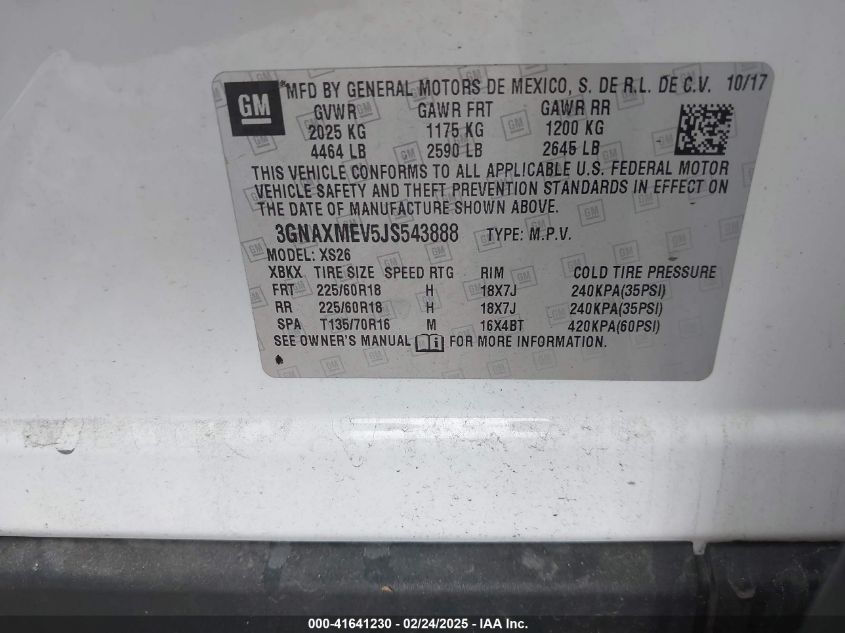 GM
*MFD BY GENERAL MOTORS DE MEXICO, S. DE R.L. DE C.V. 10/17
GVWR GAWR FRT GAWR RR
2025 KG 1175 KG 1200 KG
4464 LB 2590 LB 2645 LB
THIS VEHICLE CONFORMS TO ALL APPLICABLE U.S. FEDERAL MOTOR
VEHICLE SAFETY AND THEFT PREVENTION STANDARDS IN EFFECT ON
THE DATE OF MANUFACTURE SHOWN ABOVE.
3GNAXMEV5JS543888 TYPE: M.P.V.
MODEL: XS26
XBKX TIRE SIZE SPEED RTG RIM COLD TIRE PRESSURE
FRT 225/60R18 H 18X7J 240KPA(35PSI)
RR 225/60R18 H 18X7J 240KPA(35PSI)
SPA T135/70R16 M 16X4BT 420KPA(60PSI)
SEE OWNER'S MANUAL FOR MORE INFORMATION.
000-41641230 - 02/24/2025 - IAA Inc.